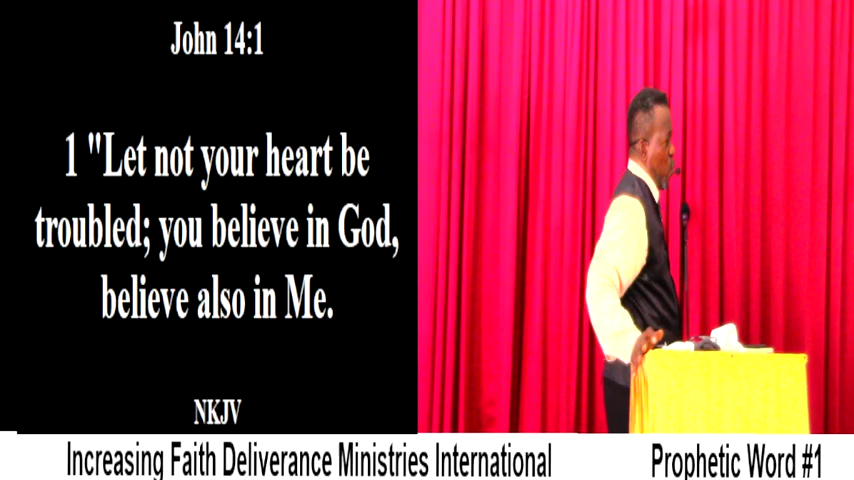 John 14:1
1 "Let not your heart be
troubled; you believe in God,
believe also in Me.
NKJV
Increasing Faith Deliverance Ministries International
Prophetic Word #1